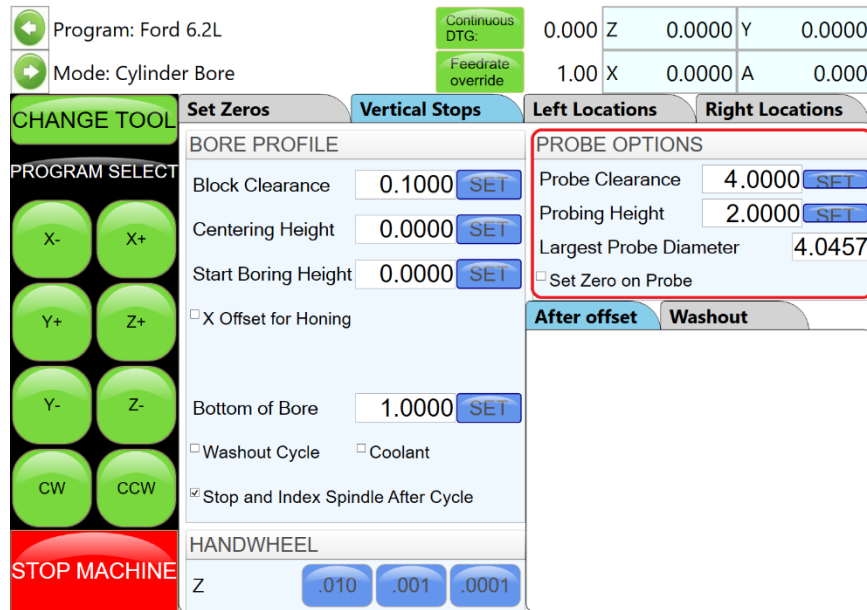 Program: Ford 6.2L
Continuous DTG:
0.000 Z 0.0000 Y 0.0000
Mode: Cylinder Bore
Feedrate override
1.00 X 0.0000 A 0.000
CHANGE TOOL
PROGRAM SELECT
X- X+
Y+ Z+
Y- Z-
CW CCW
STOP MACHINE
Set Zeros Vertical Stops Left Locations Right Locations
BORE PROFILE
Block Clearance 0.1000 SET
Centering Height 0.0000 SET
Start Boring Height 0.0000 SET
X Offset for Honing
Bottom of Bore 1.0000 SET
Washout Cycle Coolant
Stop and Index Spindle After Cycle
HANDWHEEL
Z .010 .001 .0001
PROBE OPTIONS
Probe Clearance 4.0000 SET
Probing Height 2.0000 SET
Largest Probe Diameter 4.0457
Set Zero on Probe
After offset Washout